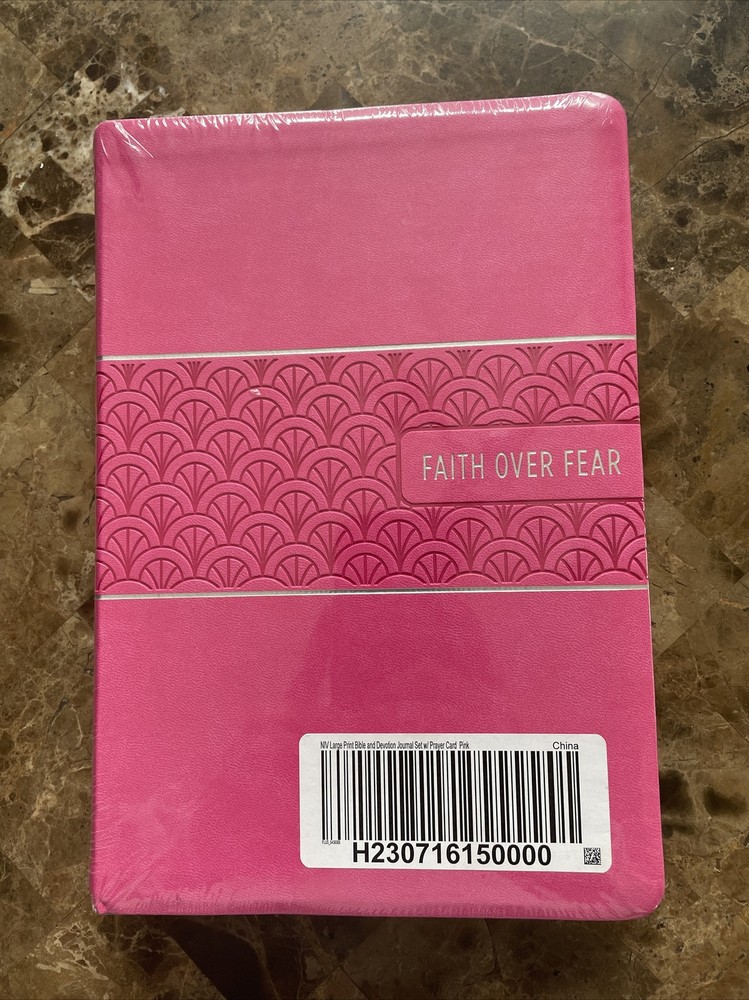 FAITH OVER FEAR
NIV Large Print Bible and Devotion Journal Set w/ Prayer Card Pink
China
H230716150000